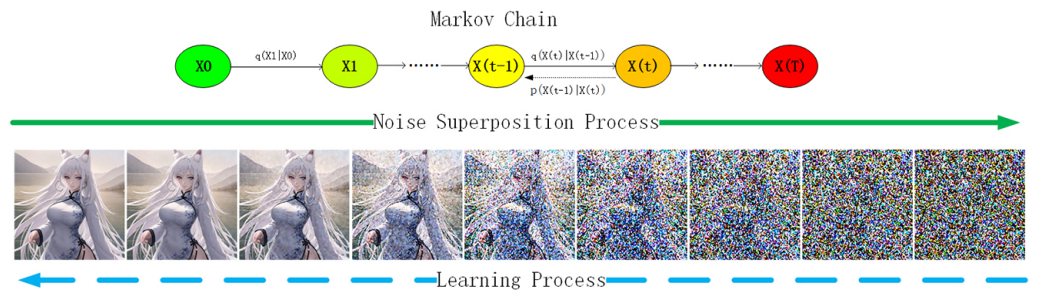 Markov Chain
q(X1|X0)
q(X(t)|X(t-1))
X0
X1
······
X(t-1)
X(t)
······
X(T)
p(X(t-1)|X(t))
Noise Superposition Process
Learning Process